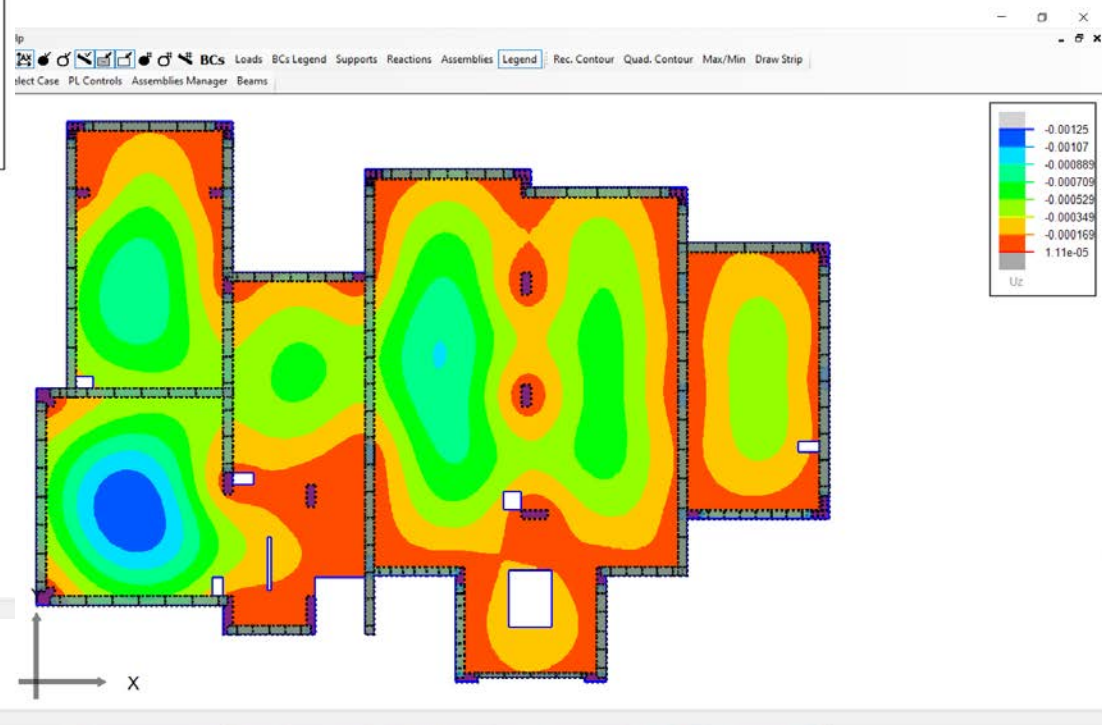 lp
BCs Loads BCs Legend Supports Reactions Assemblies Legend Rec. Contour Quad. Contour Max/Min Draw Strip
elect Case PL Controls Assemblies Manager Beams
-0.00125
-0.00107
-0.000889
-0.000709
-0.000529
-0.000349
-0.000169
1.11e-05
Uz
X